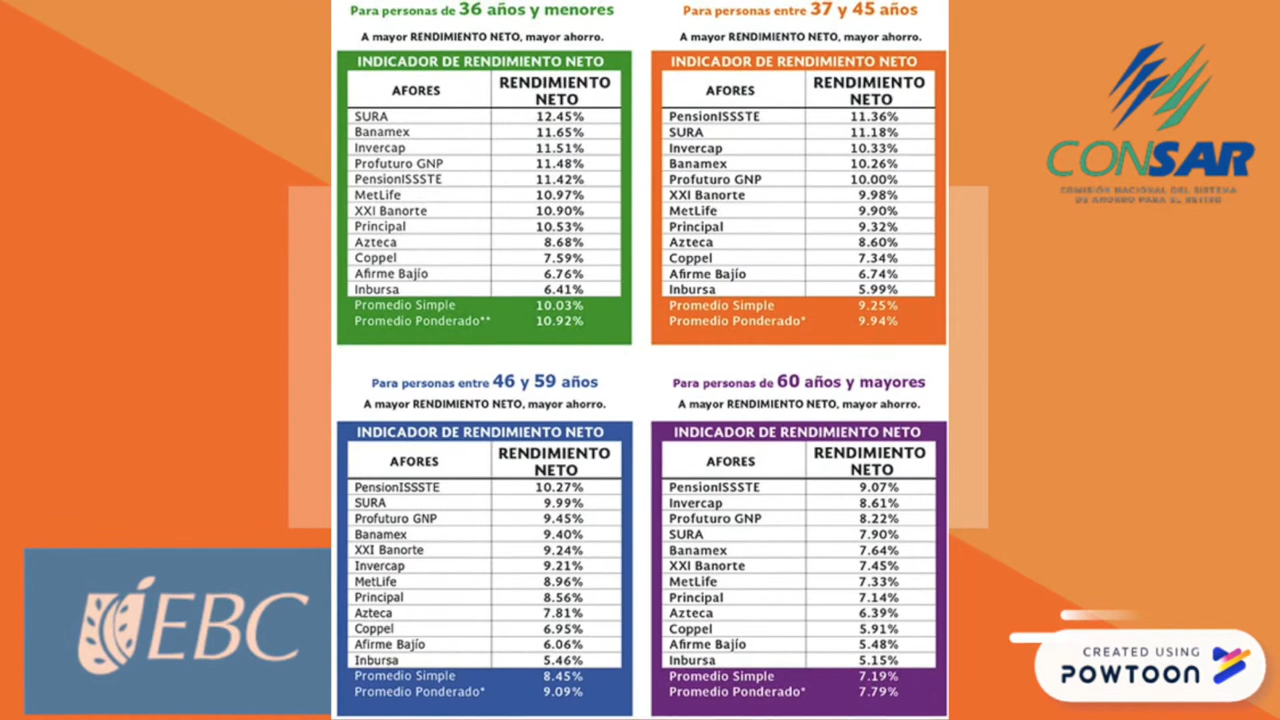 Para personas de 36 años y menores
A mayor RENDIMIENTO NETO, mayor ahorro.
INDICADOR DE RENDIMIENTO NETO
AFORES RENDIMIENTO NETO
SURA 12.45%
Banamex 11.65%
Invercap 11.51%
Profuturo GNP 11.48%
PensionISSSTE 11.42%
MetLife 10.97%
XXI Banorte 10.90%
Principal 10.53%
Azteca 8.68%
Coppel 7.59%
Afirme Bajío 6.76%
Inbursa 6.41%
Promedio Simple 10.03%
Promedio Ponderado** 10.92%
Para personas entre 37 y 45 años
A mayor RENDIMIENTO NETO, mayor ahorro.
INDICADOR DE RENDIMIENTO NETO
AFORES RENDIMIENTO NETO
PensionISSSTE 11.36%
SURA 11.18%
Invercap 10.33%
Banamex 10.26%
Profuturo GNP 10.00%
XXI Banorte 9.98%
MetLife 9.90%
Principal 9.32%
Azteca 8.60%
Coppel 7.34%
Afirme Bajío 6.74%
Inbursa 5.99%
Promedio Simple 9.25%
Promedio Ponderado* 9.94%
Para personas entre 46 y 59 años
A mayor RENDIMIENTO NETO, mayor ahorro.
INDICADOR DE RENDIMIENTO NETO
AFORES RENDIMIENTO NETO
PensionISSSTE 10.27%
SURA 9.99%
Profuturo GNP 9.45%
Banamex 9.40%
XXI Banorte 9.24%
Invercap 9.21%
MetLife 8.96%
Principal 8.56%
Azteca 7.81%
Coppel 6.95%
Afirme Bajío 6.06%
Inbursa 5.46%
Promedio Simple 8.45%
Promedio Ponderado* 9.09%
Para personas de 60 años y mayores
A mayor RENDIMIENTO NETO, mayor ahorro.
INDICADOR DE RENDIMIENTO NETO
AFORES RENDIMIENTO NETO
PensionISSSTE 9.07%
Invercap 8.61%
Profuturo GNP 8.22%
SURA 7.90%
Banamex 7.64%
XXI Banorte 7.45%
MetLife 7.33%
Principal 7.14%
Azteca 6.39%
Coppel 5.91%
Afirme Bajío 5.48%
Inbursa 5.15%
Promedio Simple 7.19%
Promedio Ponderado* 7.79%
CONSAR
COMISIÓN NACIONAL DEL SISTEMA
DE AHORRO PARA EL RETIRO
EBC
CREATED USING
POWTOON